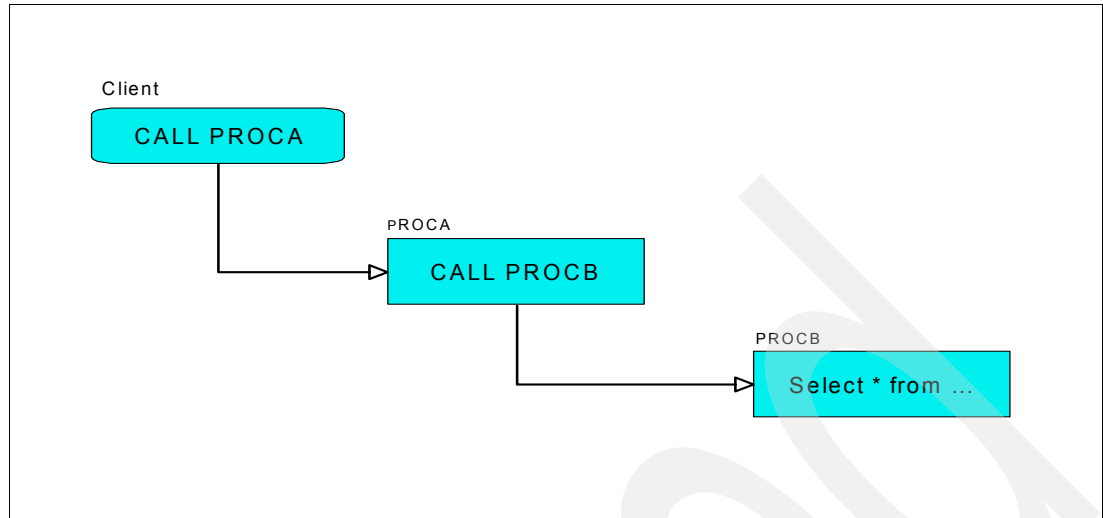 Client
CALL PROCA
PROCA
CALL PROCB
PROCB
Select * from ...